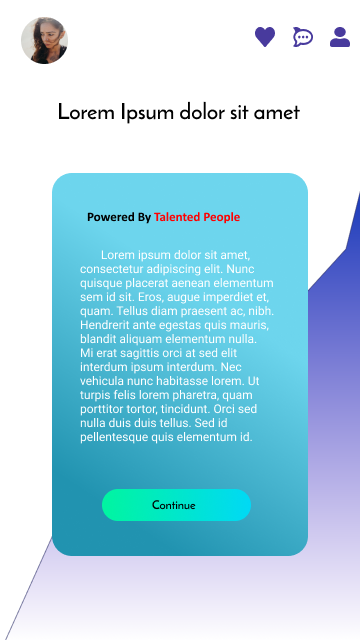 Lorem Ipsum dolor sit amet
Powered By Talented People
Lorem ipsum dolor sit amet,
consectetur adipiscing elit. Nunc
quisque placerat aenean elementum
sem id sit. Eros, augue imperdiet et,
quam. Tellus diam praesent ac, nibh.
Hendrerit ante egestas quis mauris,
blandit aliquam elementum nulla.
Mi erat sagittis orci at sed elit
interdum ipsum interdum. Nec
vehicula nunc habitasse lorem. Ut
turpis felis lorem pharetra, quam
porttitor tortor, tincidunt. Orci sed
nulla duis duis tellus. Sed id
pellentesque quis elementum id.
Continue